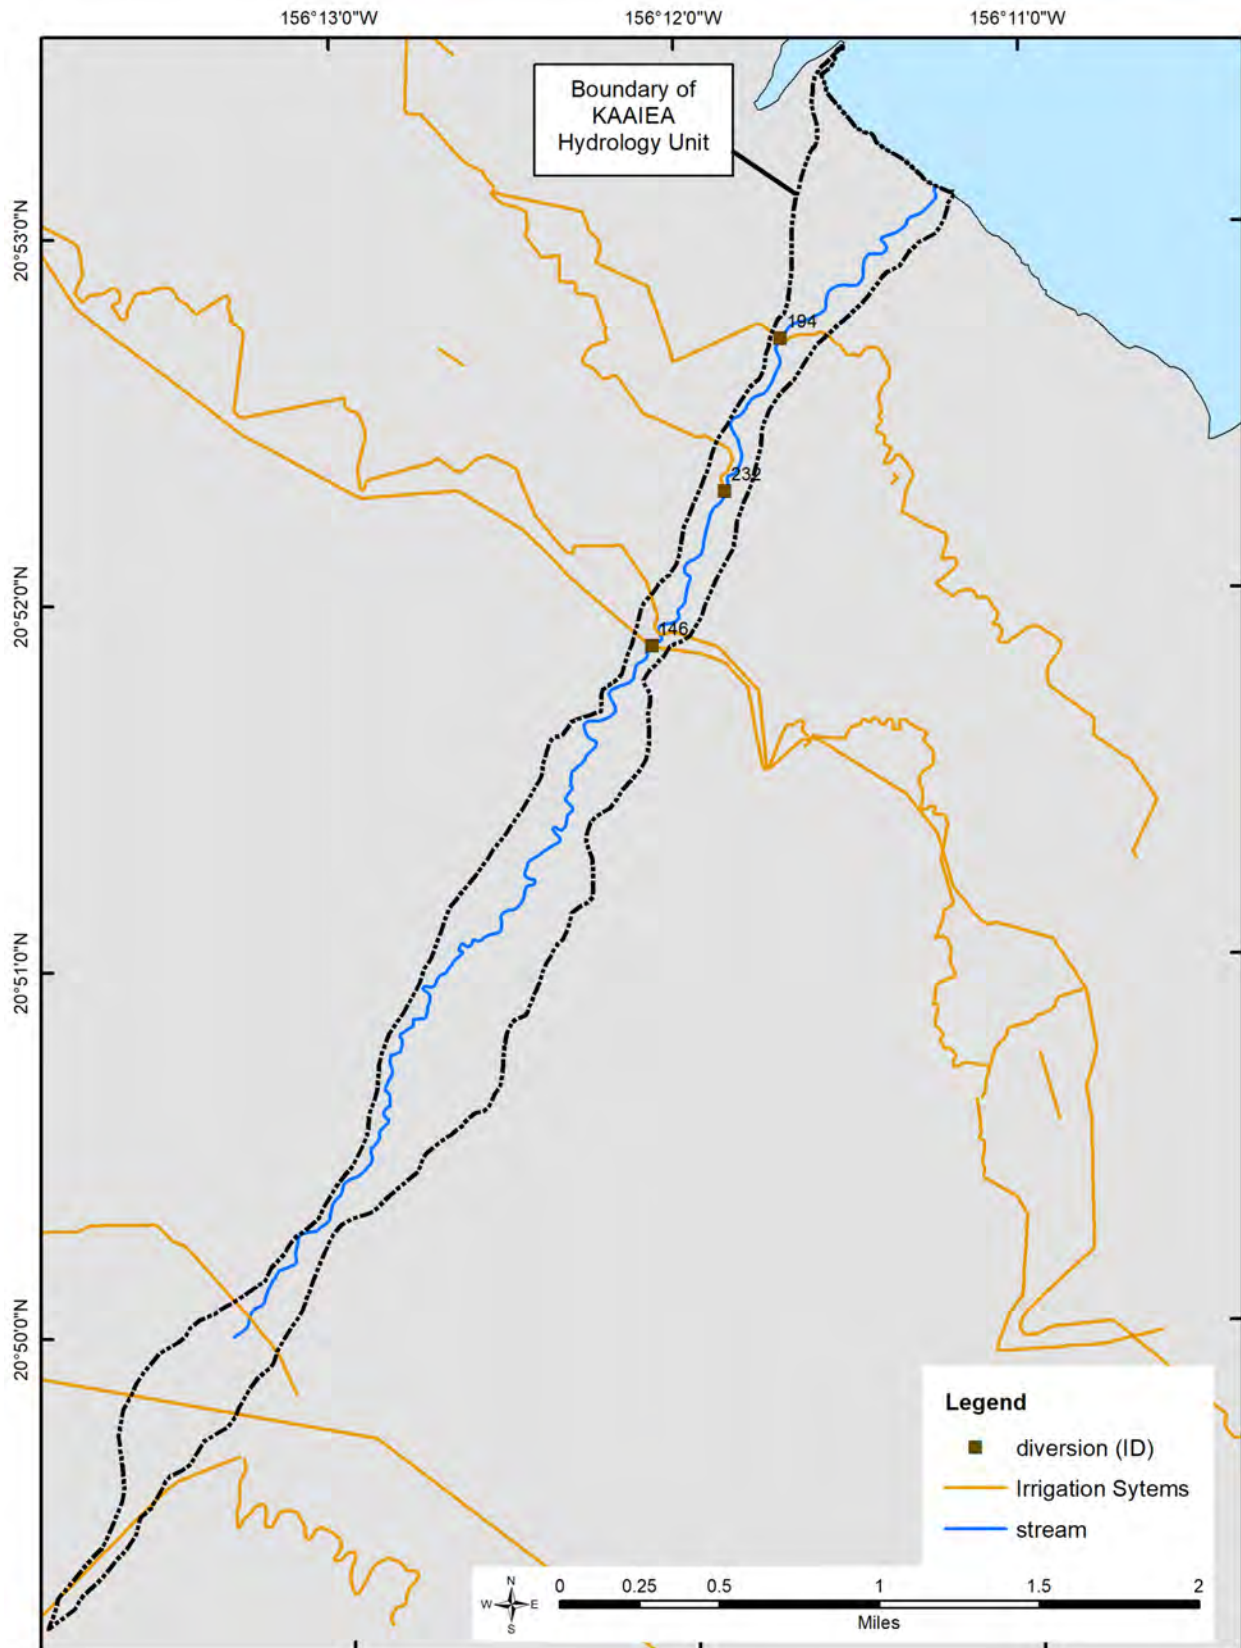 156°13'0"W
156°12'0"W
156°11'0"W
Boundary of
KAAIEA
Hydrology Unit
20°53'0"N
194
232
20°52'0"N
146
20°51'0"N
20°50'0"N
Legend
diversion (ID)
Irrigation Sytems
stream
N
W E
S
0 0.25 0.5 1 1.5 2
Miles